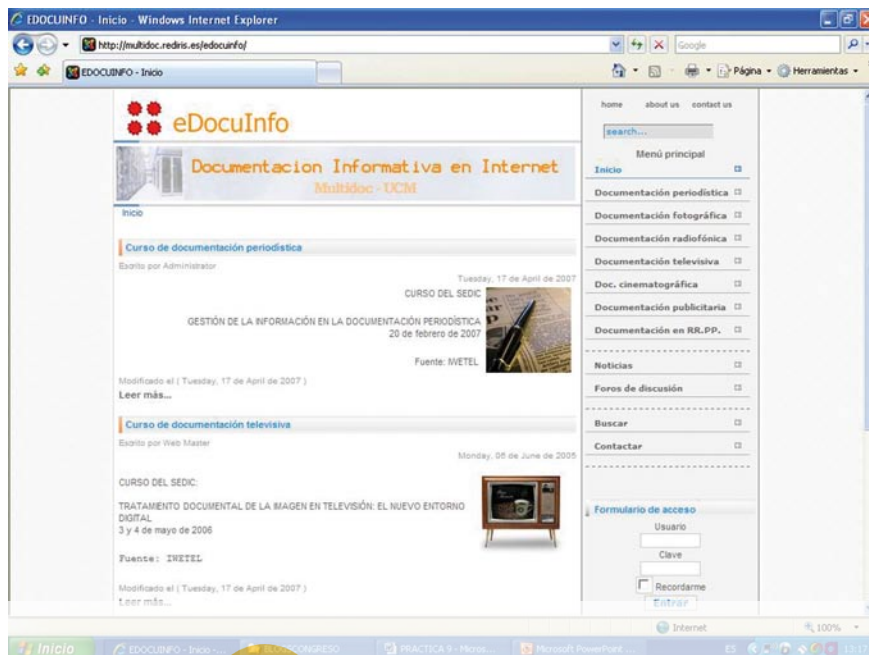 EDOCUINFO - Inicio - Windows Internet Explorer
http://multidoc.rediris.es/edocuinfo/
Google
EDOCUINFO - Inicio
Página
Herramientas
eDocuInfo
Documentacion Informativa en Internet
Multidoc - UCM
Inicio
Curso de documentación periodística
Escrito por Administrator
Tuesday, 17 de April de 2007
CURSO DEL SEDIC
GESTIÓN DE LA INFORMACIÓN EN LA DOCUMENTACIÓN PERIODÍSTICA
20 de febrero de 2007
Fuente: IWETEL
Modificado el ( Tuesday, 17 de April de 2007 )
Leer más...
Curso de documentación televisiva
Escrito por Web Master
Monday, 06 de June de 2005
CURSO DEL SEDIC:
TRATAMIENTO DOCUMENTAL DE LA IMAGEN EN TELEVISIÓN: EL NUEVO ENTORNO
DIGITAL
3 y 4 de mayo de 2006
Fuente: IWETEL
Modificado el ( Tuesday, 17 de April de 2007 )
Leer más...
home about us contact us
search...
Menú principal
Inicio
Documentación periodística
Documentación fotográfica
Documentación radiofónica
Documentación televisiva
Doc. cinematográfica
Documentación publicitaria
Documentación en RR.PP.
Noticias
Foros de discusión
Buscar
Contactar
Formulario de acceso
Usuario
Clave
Recordarme
Entrar
Internet
100%
Inicio
EDOCUINFO - Inicio -...
BLOGSCONGRESO
PRACTICA 9 - Micros...
Microsoft PowerPoint ...
ES
13:17